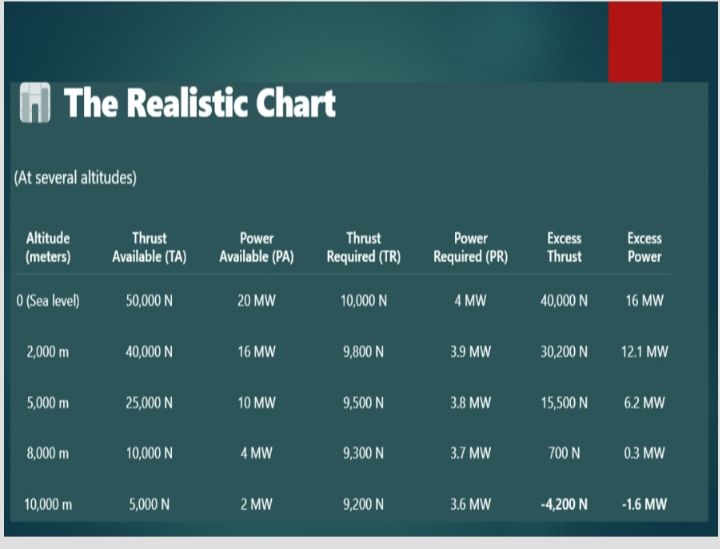 The Realistic Chart
(At several altitudes)
Altitude (meters) Thrust Available (TA) Power Available (PA) Thrust Required (TR) Power Required (PR) Excess Thrust Excess Power
0 (Sea level) 50,000 N 20 MW 10,000 N 4 MW 40,000 N 16 MW
2,000 m 40,000 N 16 MW 9,800 N 3.9 MW 30,200 N 12.1 MW
5,000 m 25,000 N 10 MW 9,500 N 3.8 MW 15,500 N 6.2 MW
8,000 m 10,000 N 4 MW 9,300 N 3.7 MW 700 N 0.3 MW
10,000 m 5,000 N 2 MW 9,200 N 3.6 MW -4,200 N -1.6 MW